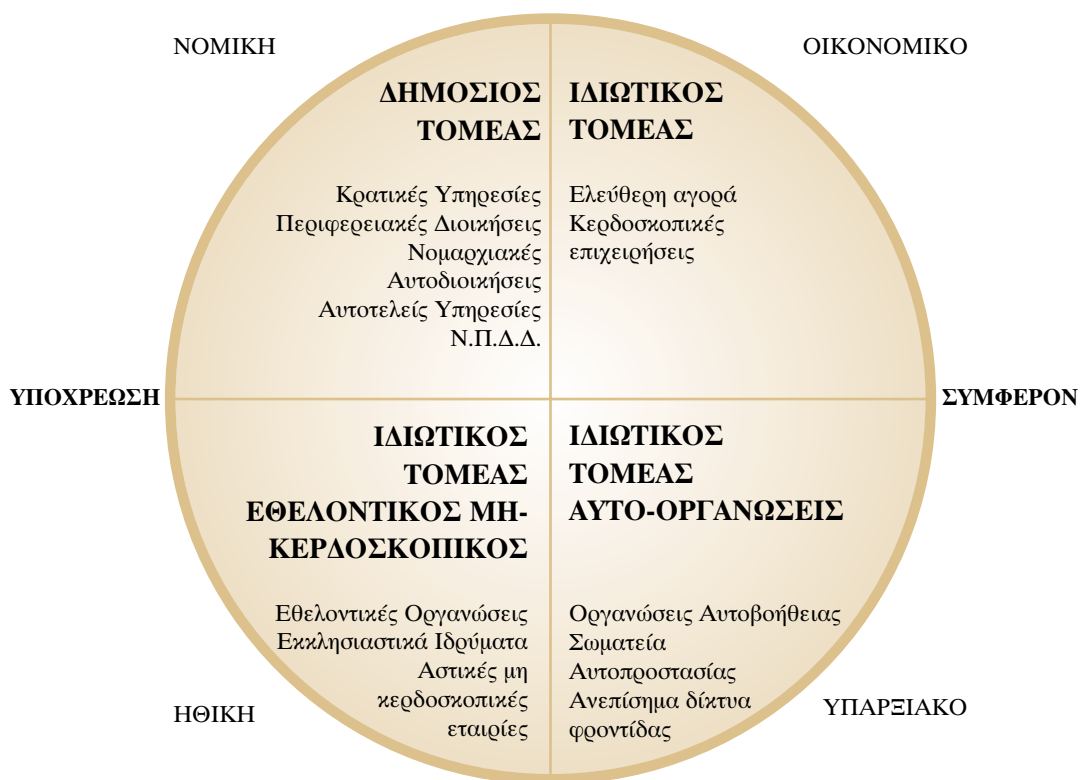 ΝΟΜΙΚΗ
ΟΙΚΟΝΟΜΙΚΟ
ΔΗΜΟΣΙΟΣ
ΤΟΜΕΑΣ
Κρατικές Υπηρεσίες
Περιφερειακές Διοικήσεις
Νομαρχιακές
Αυτοδιοικήσεις
Αυτοτελείς Υπηρεσίες
Ν.Π.Δ.Δ.
ΙΔΙΩΤΙΚΟΣ
ΤΟΜΕΑΣ
Ελεύθερη αγορά
Κερδοσκοπικές
επιχειρήσεις
ΥΠΟΧΡΕΩΣΗ
ΣΥΜΦΕΡΟΝ
ΙΔΙΩΤΙΚΟΣ
ΤΟΜΕΑΣ
ΕΘΕΛΟΝΤΙΚΟΣ ΜΗ-
ΚΕΡΔΟΣΚΟΠΙΚΟΣ
Εθελοντικές Οργανώσεις
Εκκλησιαστικά Ιδρύματα
Αστικές μη
κερδοσκοπικές
εταιρίες
ΙΔΙΩΤΙΚΟΣ
ΤΟΜΕΑΣ
ΑΥΤΟ-ΟΡΓΑΝΩΣΕΙΣ
Οργανώσεις Αυτοβοήθειας
Σωματεία
Αυτοπροστασίας
Ανεπίσημα δίκτυα
φροντίδας
ΗΘΙΚΗ
ΥΠΑΡΞΙΑΚΟ